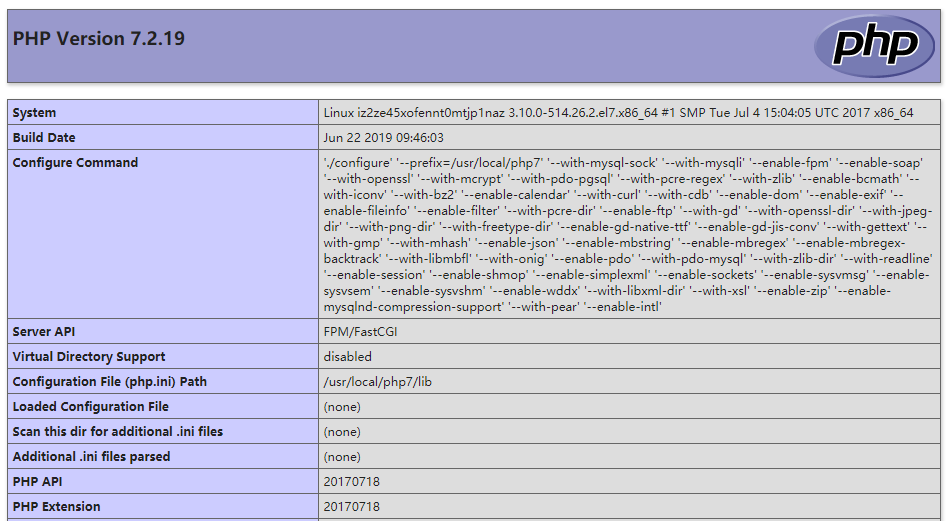 PHP Version 7.2.19
php
System Linux iz2ze45xofennt0mtjp1naz 3.10.0-514.26.2.el7.x86_64 #1 SMP Tue Jul 4 15:04:05 UTC 2017 x86_64
Build Date Jun 22 2019 09:46:03
Configure Command './configure' '--prefix=/usr/local/php7' '--with-mysql-sock' '--with-mysqli' '--enable-fpm' '--enable-soap'
'--with-openssl' '--with-mcrypt' '--with-pdo-pgsql' '--with-pcre-regex' '--with-zlib' '--enable-bcmath' '--
with-iconv' '--with-bz2' '--enable-calendar' '--with-curl' '--with-cdb' '--enable-dom' '--enable-exif' '--
enable-fileinfo' '--enable-filter' '--with-pcre-dir' '--enable-ftp' '--with-gd' '--with-openssl-dir' '--with-jpeg-
dir' '--with-png-dir' '--with-freetype-dir' '--enable-gd-native-ttf' '--enable-gd-jis-conv' '--with-gettext' '--
with-gmp' '--with-mhash' '--enable-json' '--enable-mbstring' '--enable-mbregex' '--enable-mbregex-
backtrack' '--with-libmbfl' '--with-onig' '--enable-pdo' '--with-pdo-mysql' '--with-zlib-dir' '--with-readline'
'--enable-session' '--enable-shmop' '--enable-simplexml' '--enable-sockets' '--enable-sysvmsg' '--enable-
sysvsem' '--enable-sysvshm' '--enable-wddx' '--with-libxml-dir' '--with-xsl' '--enable-zip' '--enable-
mysqlnd-compression-support' '--with-pear' '--enable-intl'
Server API FPM/FastCGI
Virtual Directory Support disabled
Configuration File (php.ini) Path /usr/local/php7/lib
Loaded Configuration File (none)
Scan this dir for additional .ini files (none)
Additional .ini files parsed (none)
PHP API 20170718
PHP Extension 20170718